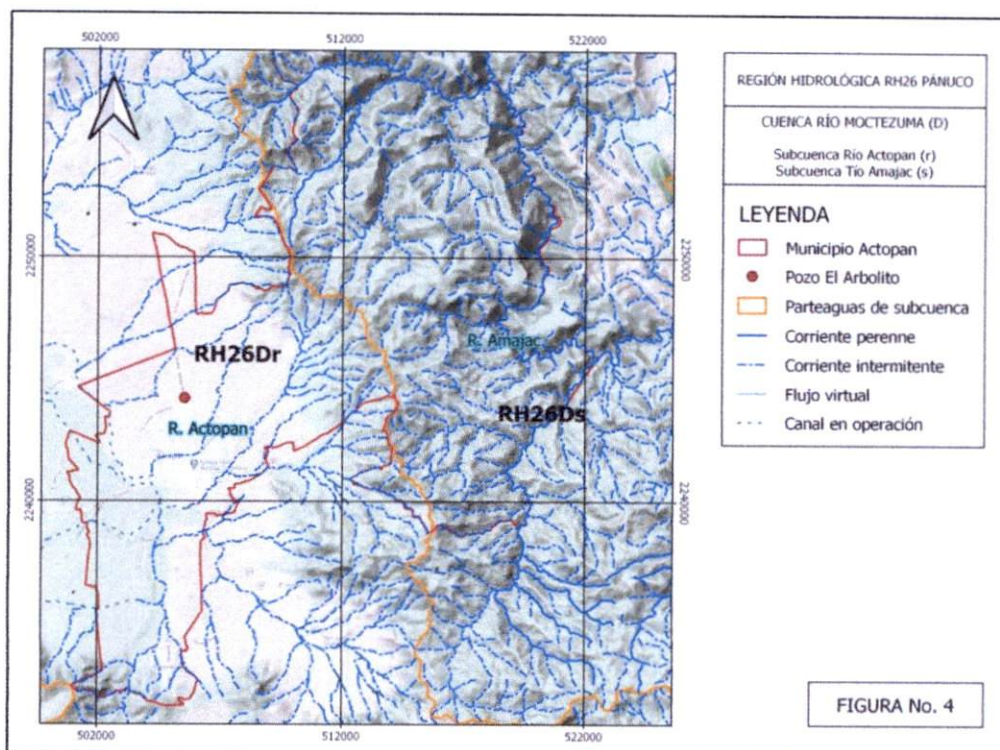 502000
512000
522000
2250000
2250000
2240000
2240000
RH26Dr
R. Actopan
R. Amajac
RH26Ds
502000
512000
522000
REGIÓN HIDROLÓGICA RH26 PÁNUCO
CUENCA RÍO MOCTEZUMA (D)
Subcuenca Río Actopan (r)
Subcuenca Tío Amajac (s)
LEYENDA
Municipio Actopan
Pozo El Arbolito
Parteaguas de subcuenca
Corriente perenne
Corriente intermitente
Flujo virtual
Canal en operación
FIGURA No. 4